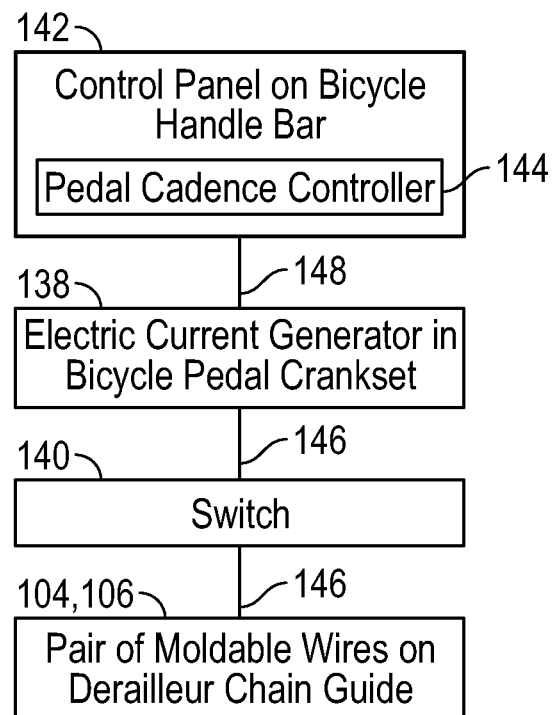 142
Control Panel on Bicycle
Handle Bar
Pedal Cadence Controller
144
148
138
Electric Current Generator in
Bicycle Pedal Crankset
146
140
Switch
146
104,106
Pair of Moldable Wires on
Derailleur Chain Guide